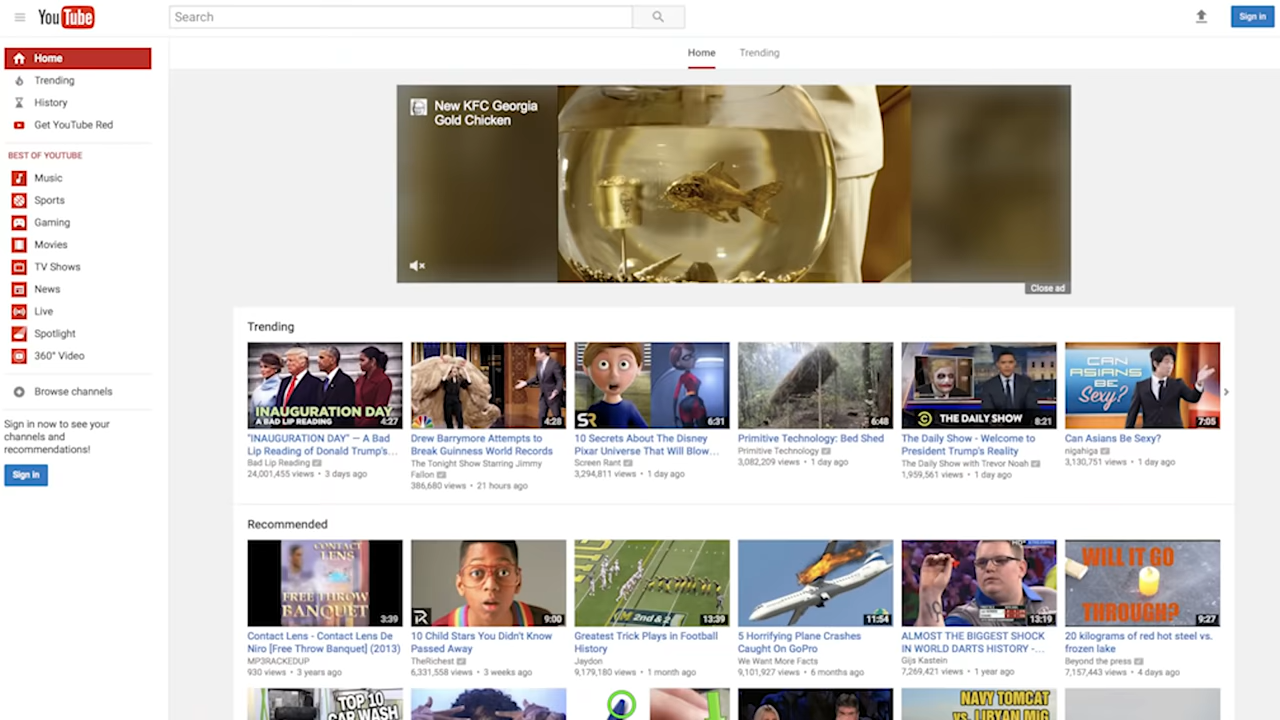 YouTube
Search
Sign in
Home
Trending
History
Get YouTube Red
BEST OF YOUTUBE
Music
Sports
Gaming
Movies
TV Shows
News
Live
Spotlight
360° Video
Browse channels
Sign in now to see your
channels and
recommendations!
Sign in
Home Trending
New KFC Georgia
Gold Chicken
Close ad
Trending
INAUGURATION DAY
A BAD LIP READING
4:27
"INAUGURATION DAY" — A Bad
Lip Reading of Donald Trump's...
Bad Lip Reading
24,001,455 views • 3 days ago
4:28
Drew Barrymore Attempts to
Break Guinness World Records
The Tonight Show Starring Jimmy
Fallon
386,680 views • 21 hours ago
SR
6:31
10 Secrets About The Disney
Pixar Universe That Will Blow...
Screen Rant
3,294,811 views • 1 day ago
6:48
Primitive Technology: Bed Shed
Primitive Technology
3,082,209 views • 1 day ago
THE DAILY SHOW
8:21
The Daily Show - Welcome to
President Trump's Reality
The Daily Show with Trevor Noah
1,959,561 views • 1 day ago
CAN
ASIANS
BE
Sexy?
7:05
Can Asians Be Sexy?
nigahiga
3,130,751 views • 1 day ago
Recommended
CONTACT
LENS
FREE THROW
BANQUET
3:39
Contact Lens - Contact Lens De
Niro [Free Throw Banquet] (2013)
MP3RACKEDUP
930 views • 3 years ago
R
9:00
10 Child Stars You Didn't Know
Passed Away
TheRichest
6,331,558 views • 3 weeks ago
2nd
13:39
Greatest Trick Plays in Football
History
Jaydon
9,179,180 views • 1 month ago
11:54
5 Horrifying Plane Crashes
Caught On GoPro
We Want More Facts
9,101,927 views • 6 months ago
13:19
ALMOST THE BIGGEST SHOCK
IN WORLD DARTS HISTORY -...
Gijs Kastein
7,269,421 views • 1 year ago
WILL IT GO
THROUGH?
9:27
20 kilograms of red hot steel vs.
frozen lake
Beyond the press
7,157,443 views • 4 days ago
TOP 10
CAR WASH
NAVY TOMCAT
vs. LIBYAN MIG